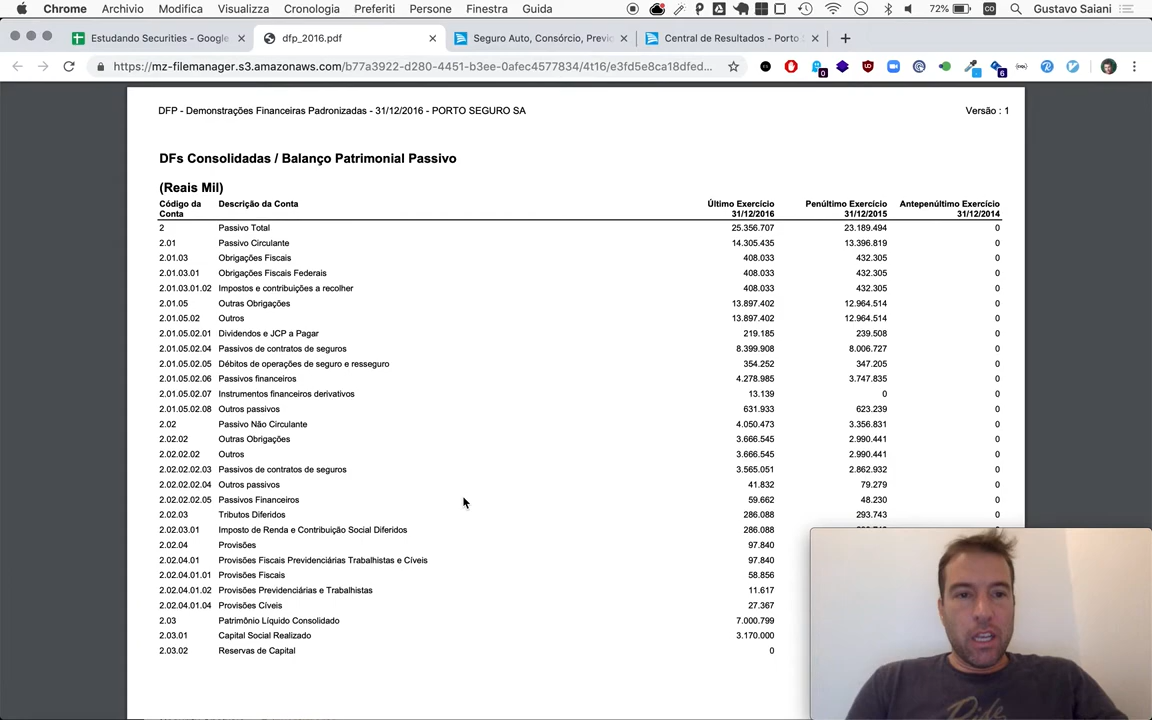 Chrome Arquivo Modifica Visualizza Cronologia Preferiti Persone Finestra Guida 72% CO Gustavo Saiani
Estudando Securities - Google dfp_2016.pdf Seguro Auto, Consórcio, Previ Central de Resultados - Porto
https://mz-filemanager.s3.amazonaws.com/b77a3922-d280-4451-b3ee-0afec4577834/4t16/e3fd5e8ca18dfed...
DFP - Demonstrações Financeiras Padronizadas - 31/12/2016 - PORTO SEGURO SA Versão : 1
DFs Consolidadas / Balanço Patrimonial Passivo
(Reais Mil)
Código da Conta Descrição da Conta Último Exercício 31/12/2016 Penúltimo Exercício 31/12/2015 Antepenúltimo Exercício 31/12/2014
2 Passivo Total 25.356.707 23.189.494 0
2.01 Passivo Circulante 14.305.435 13.396.819 0
2.01.03 Obrigações Fiscais 408.033 432.305 0
2.01.03.01 Obrigações Fiscais Federais 408.033 432.305 0
2.01.03.01.02 Impostos e contribuições a recolher 408.033 432.305 0
2.01.05 Outras Obrigações 13.897.402 12.964.514 0
2.01.05.02 Outros 13.897.402 12.964.514 0
2.01.05.02.01 Dividendos e JCP a Pagar 219.185 239.508 0
2.01.05.02.04 Passivos de contratos de seguros 8.399.908 8.006.727 0
2.01.05.02.05 Débitos de operações de seguro e resseguro 354.252 347.205 0
2.01.05.02.06 Passivos financeiros 4.278.985 3.747.835 0
2.01.05.02.07 Instrumentos financeiros derivativos 13.139 0 0
2.01.05.02.08 Outros passivos 631.933 623.239 0
2.02 Passivo Não Circulante 4.050.473 3.356.831 0
2.02.02 Outras Obrigações 3.666.545 2.990.441 0
2.02.02.02 Outros 3.666.545 2.990.441 0
2.02.02.02.03 Passivos de contratos de seguros 3.565.051 2.862.932 0
2.02.02.02.04 Outros passivos 41.832 79.279 0
2.02.02.02.05 Passivos Financeiros 59.662 48.230 0
2.02.03 Tributos Diferidos 286.088 293.743 0
2.02.03.01 Imposto de Renda e Contribuição Social Diferidos 286.088
2.02.04 Provisões 97.840
2.02.04.01 Provisões Fiscais Previdenciárias Trabalhistas e Cíveis 97.840
2.02.04.01.01 Provisões Fiscais 58.856
2.02.04.01.02 Provisões Previdenciárias e Trabalhistas 11.617
2.02.04.01.04 Provisões Cíveis 27.367
2.03 Patrimônio Líquido Consolidado 7.000.799
2.03.01 Capital Social Realizado 3.170.000
2.03.02 Reservas de Capital 0